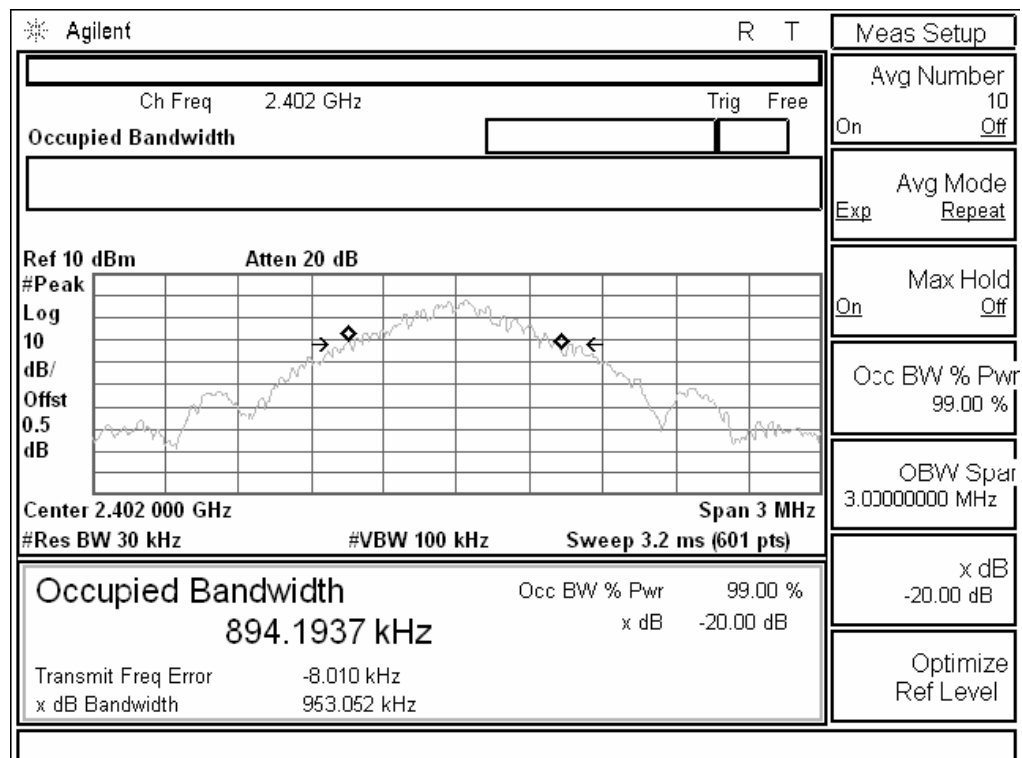 Agilent R T
Meas Setup
Ch Freq 2.402 GHz Trig Free
Occupied Bandwidth
Ref 10 dBm Atten 20 dB
#Peak
Log
10
dB/
Offst
0.5
dB
Center 2.402 000 GHz Span 3 MHz
#Res BW 30 kHz #VBW 100 kHz Sweep 3.2 ms (601 pts)
Occupied Bandwidth Occ BW % Pwr 99.00 %
894.1937 kHz x dB -20.00 dB
Transmit Freq Error -8.010 kHz
x dB Bandwidth 953.052 kHz
Avg Number
10
On Off
Avg Mode
Exp Repeat
Max Hold
On Off
Occ BW % Pwr
99.00 %
OBW Span
3.00000000 MHz
x dB
-20.00 dB
Optimize
Ref Level